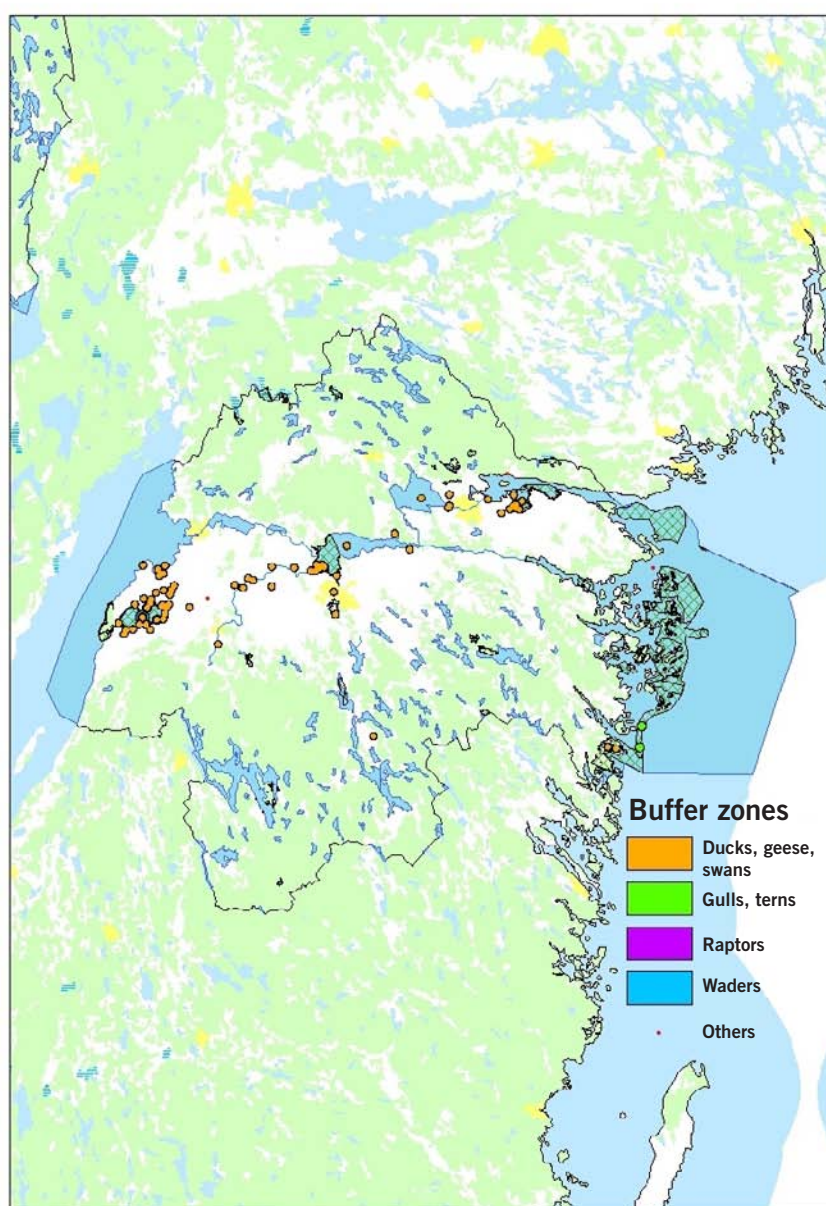 Buffer zones
Ducks, geese,
swans
Gulls, terns
Raptors
Waders
Others